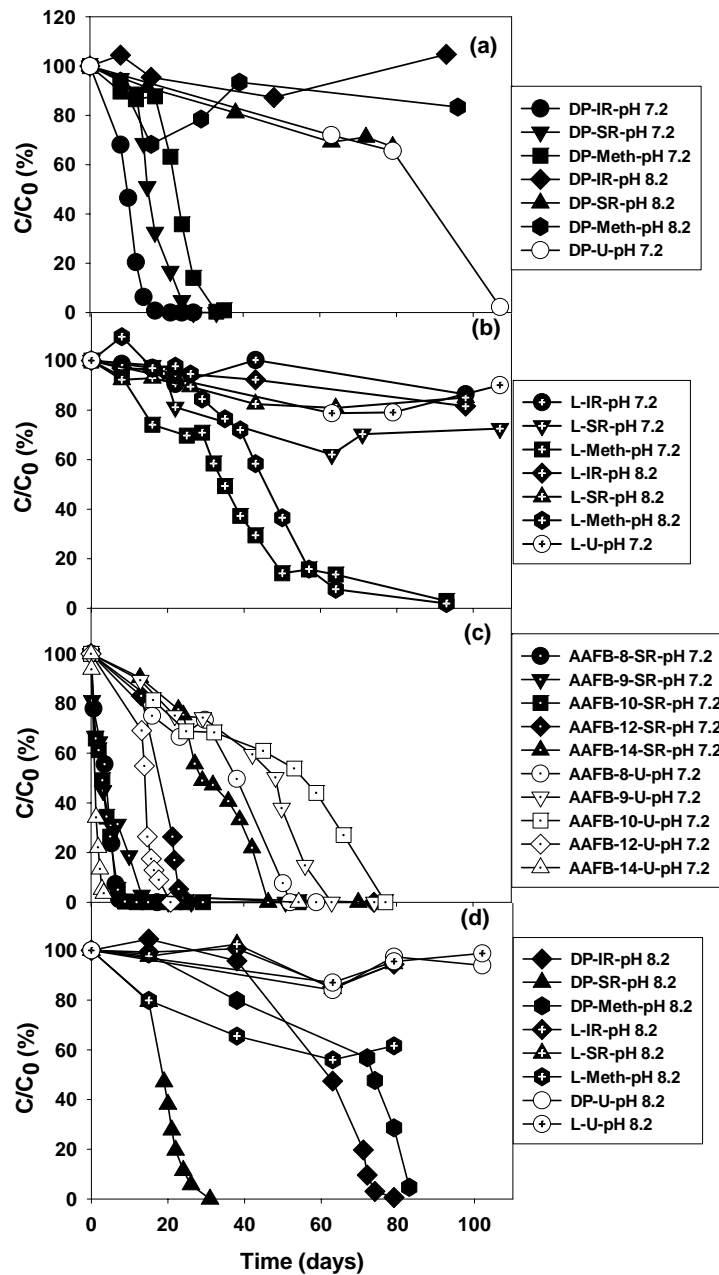 (a)
120
100
80
60
40
20
0
C/C0 (%)
DP-IR-pH 7.2
DP-SR-pH 7.2
DP-Meth-pH 7.2
DP-IR-pH 8.2
DP-SR-pH 8.2
DP-Meth-pH 8.2
DP-U-pH 7.2
(b)
100
80
60
40
20
0
C/C0 (%)
L-IR-pH 7.2
L-SR-pH 7.2
L-Meth-pH 7.2
L-IR-pH 8.2
L-SR-pH 8.2
L-Meth-pH 8.2
L-U-pH 7.2
(c)
100
80
60
40
20
0
C/C0 (%)
AAFB-8-SR-pH 7.2
AAFB-9-SR-pH 7.2
AAFB-10-SR-pH 7.2
AAFB-12-SR-pH 7.2
AAFB-14-SR-pH 7.2
AAFB-8-U-pH 7.2
AAFB-9-U-pH 7.2
AAFB-10-U-pH 7.2
AAFB-12-U-pH 7.2
AAFB-14-U-pH 7.2
(d)
100
80
60
40
20
0
C/C0 (%)
DP-IR-pH 8.2
DP-SR-pH 8.2
DP-Meth-pH 8.2
L-IR-pH 8.2
L-SR-pH 8.2
L-Meth-pH 8.2
DP-U-pH 8.2
L-U-pH 8.2
0 20 40 60 80 100
Time (days)